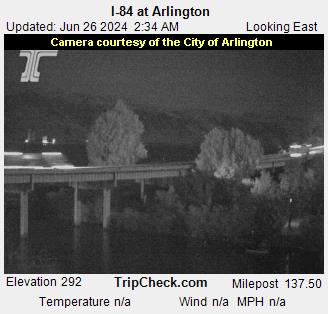 I-84 at Arlington
Updated: Jun 26 2024 2:34 AM Looking East
Camera courtesy of the City of Arlington
Elevation 292 TripCheck.com Milepost 137.50
Temperature n/a Wind n/a MPH n/a